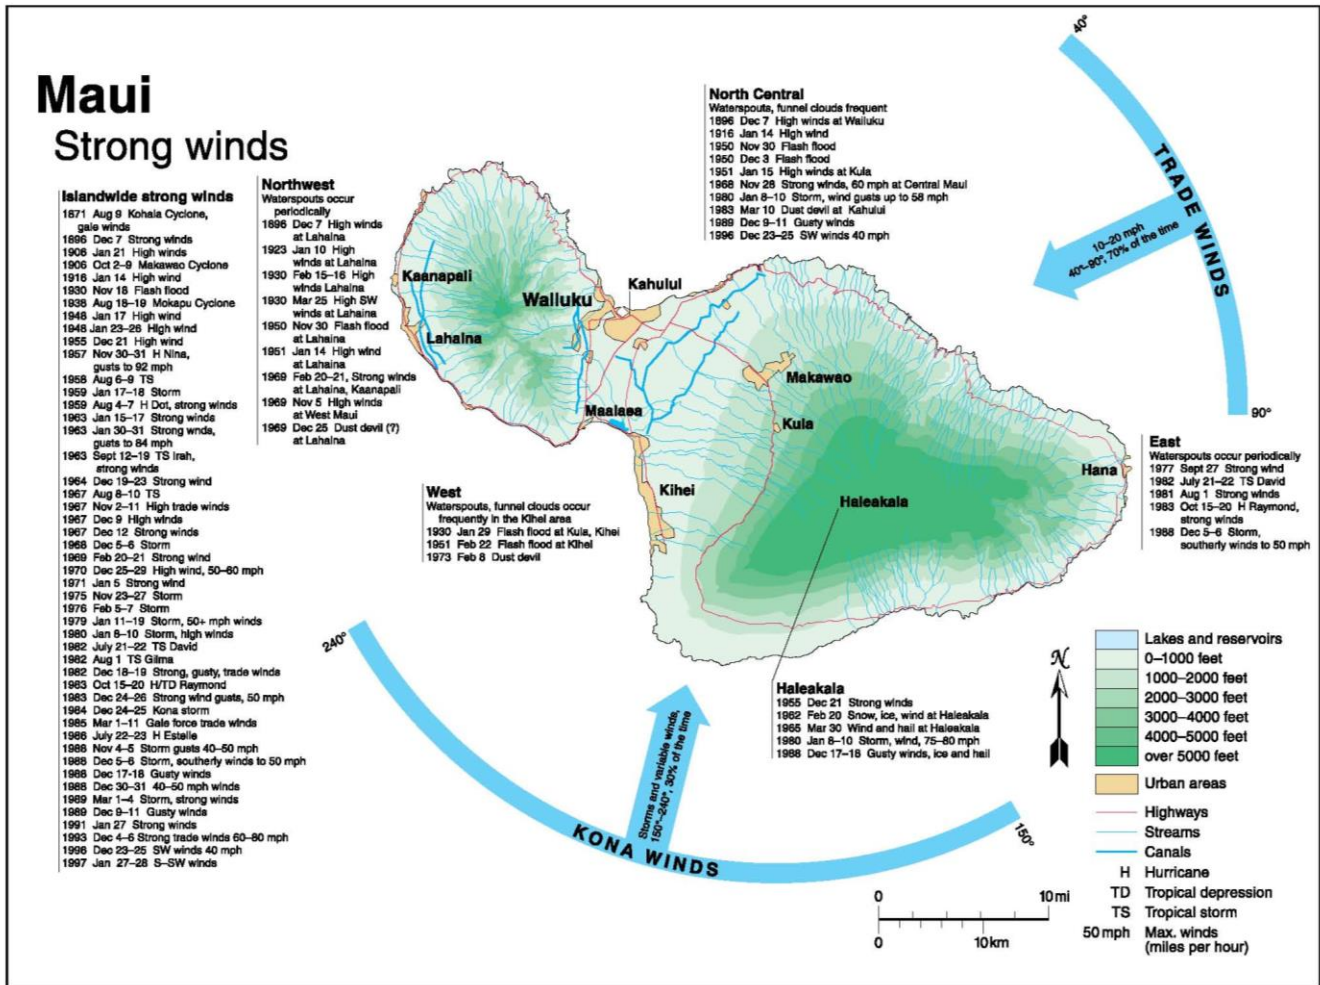 Maui
Strong winds
Islandwide strong winds
1871 Aug 9 Kohala Cyclone,
gale winds
1896 Dec 7 Strong winds
1906 Jan 21 High winds
1906 Oct 2–9 Makawao Cyclone
1916 Jan 14 High wind
1930 Nov 18 Flash flood
1938 Aug 18–19 Mokapu Cyclone
1948 Jan 17 High wind
1948 Jan 23–26 High wind
1955 Dec 21 High wind
1957 Nov 30–31 H Nina,
gusts to 92 mph
1958 Aug 6–9 TS
1959 Jan 17–18 Storm
1959 Aug 4–7 H Dot, strong winds
1963 Jan 15–17 Strong winds
1963 Jan 30–31 Strong winds,
gusts to 84 mph
1963 Sept 12–19 TS Irah,
strong winds
1964 Dec 19–23 Strong wind
1967 Aug 8–10 TS
1967 Nov 2–11 High trade winds
1967 Dec 9 High winds
1967 Dec 12 Strong winds
1968 Dec 5–6 Storm
1969 Feb 20–21 Strong wind
1970 Dec 25–29 High wind, 50–60 mph
1971 Jan 5 Strong wind
1975 Nov 23–27 Storm
1976 Feb 5–7 Storm
1979 Jan 11–19 Storm, 50+ mph winds
1980 Jan 8–10 Storm, high winds
1982 July 21–22 TS David
1982 Aug 1 TS Gilma
1982 Dec 18–19 Strong, gusty, trade winds
1983 Oct 15–20 H/TD Raymond
1983 Dec 24–26 Strong wind gusts, 50 mph
1984 Dec 24–25 Kona storm
1985 Mar 1–11 Gale force trade winds
1986 July 22–23 H Estelle
1988 Nov 4–5 Storm gusts 40–50 mph
1988 Dec 5–6 Storm, southerly winds to 50 mph
1988 Dec 17-18 Gusty winds
1988 Dec 30–31 40–50 mph winds
1989 Mar 1–4 Storm, strong winds
1989 Dec 9–11 Gusty winds
1991 Jan 27 Strong winds
1993 Dec 4–6 Strong trade winds 60–80 mph
1996 Dec 23–25 SW winds 40 mph
1997 Jan 27–28 S–SW winds
Northwest
Waterspouts occur
periodically
1896 Dec 7 High winds
at Lahaina
1923 Jan 10 High
winds at Lahaina
1930 Feb 15–16 High
winds Lahaina
1930 Mar 25 High SW
winds at Lahaina
1950 Nov 30 Flash flood
at Lahaina
1951 Jan 14 High wind
at Lahaina
1969 Feb 20–21, Strong winds
at Lahaina, Kaanapali
1969 Nov 5 High winds
at West Maui
1969 Dec 25 Dust devil (?)
at Lahaina
North Central
Waterspouts, funnel clouds frequent
1896 Dec 7 High winds at Wailuku
1916 Jan 14 High wind
1950 Nov 30 Flash flood
1950 Dec 3 Flash flood
1951 Jan 15 High winds at Kula
1968 Nov 28 Strong winds, 60 mph at Central Maui
1980 Jan 8–10 Storm, wind gusts up to 58 mph
1983 Mar 10 Dust devil at Kahului
1989 Dec 9–11 Gusty winds
1996 Dec 23–25 SW winds 40 mph
40°
TRADE WINDS
10–20 mph
40°–90°, 70% of the time
90°
Kaanapali
Lahaina
Wailuku
Kahului
Maalaea
Makawao
Kula
Kihei
Haleakala
Hana
West
Waterspouts, funnel clouds occur
frequently in the Kihei area
1930 Jan 29 Flash flood at Kula, Kihei
1951 Feb 22 Flash flood at Kihei
1973 Feb 8 Dust devil
East
Waterspouts occur periodically
1977 Sept 27 Strong wind
1982 July 21–22 TS David
1981 Aug 1 Strong winds
1983 Oct 15–20 H Raymond,
strong winds
1988 Dec 5–6 Storm,
southerly winds to 50 mph
Haleakala
1955 Dec 21 Strong winds
1962 Feb 20 Snow, ice, wind at Haleakala
1965 Mar 30 Wind and hail at Haleakala
1980 Jan 8–10 Storm, wind, 75–80 mph
1988 Dec 17–18 Gusty winds, ice and hail
240°
KONA WINDS
Storms and variable winds,
150°–240°, 30% of the time
150°
N
Lakes and reservoirs
0–1000 feet
1000–2000 feet
2000–3000 feet
3000–4000 feet
4000–5000 feet
over 5000 feet
Urban areas
Highways
Streams
Canals
H Hurricane
TD Tropical depression
TS Tropical storm
50 mph Max. winds
(miles per hour)
0 10 mi
0 10 km